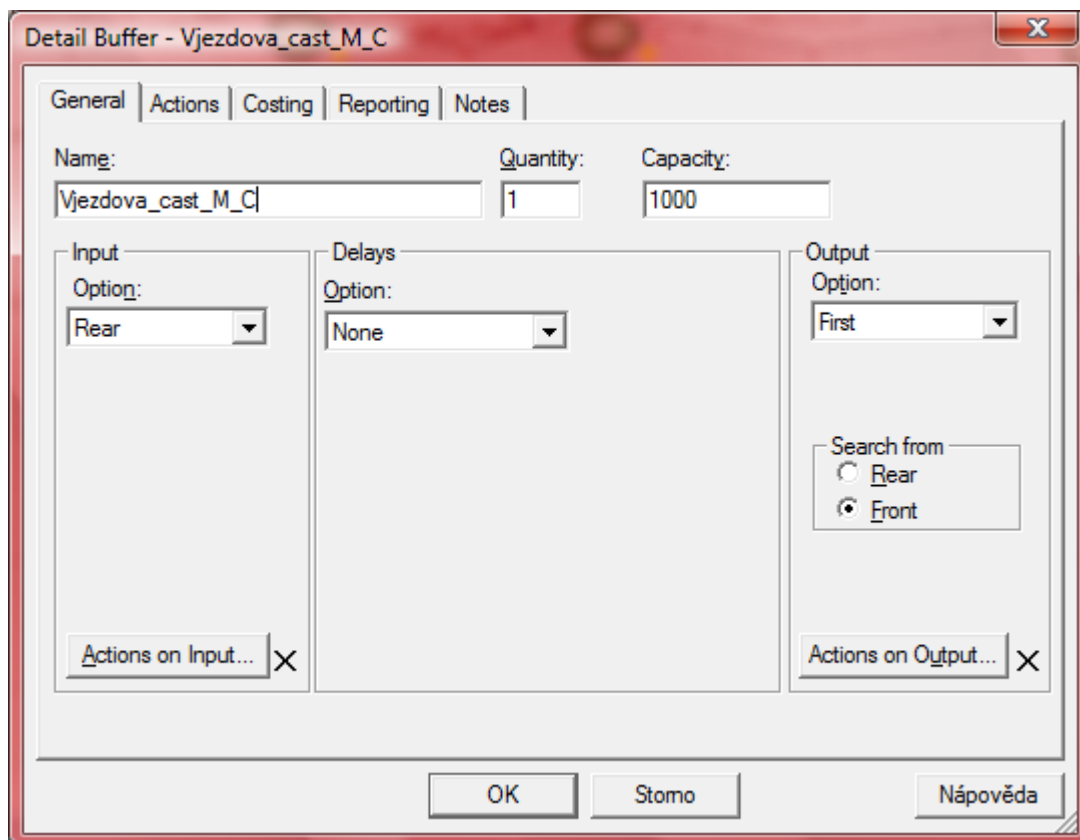 Detail Buffer - Vjezdova_cast_M_C
General Actions Costing Reporting Notes
Name: Quantity: Capacity:
Vjezdova_cast_M_C 1 1000
Input Delays Output
Option: Option: Option:
Rear None First
Search from
Rear
Front
Actions on Input... Actions on Output...
OK Storno Nápověda